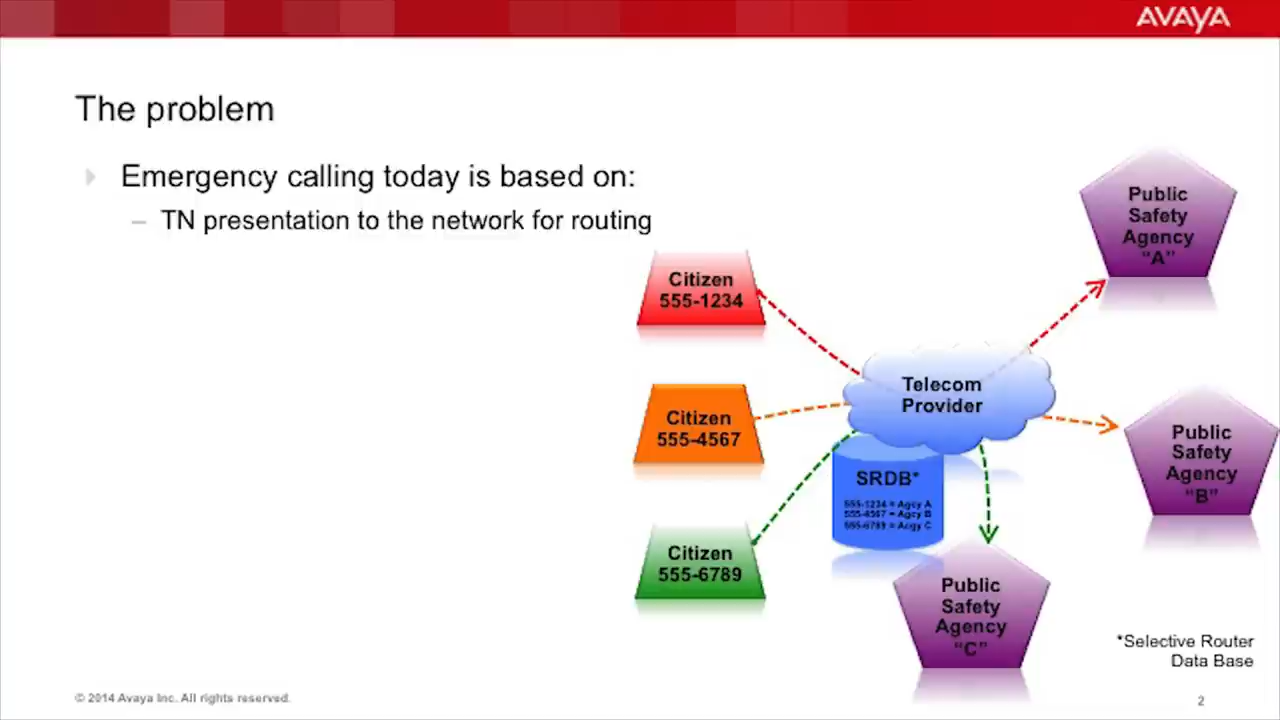 AVAYA
The problem
Emergency calling today is based on:
– TN presentation to the network for routing
Citizen
555-1234
Citizen
555-4567
Citizen
555-6789
Telecom
Provider
SRDB*
555-1234 = Agcy A
555-4567 = Agcy B
555-6789 = Acgy C
Public
Safety
Agency
“A”
Public
Safety
Agency
“B”
Public
Safety
Agency
“C”
*Selective Router
Data Base
© 2014 Avaya Inc. All rights reserved.
2